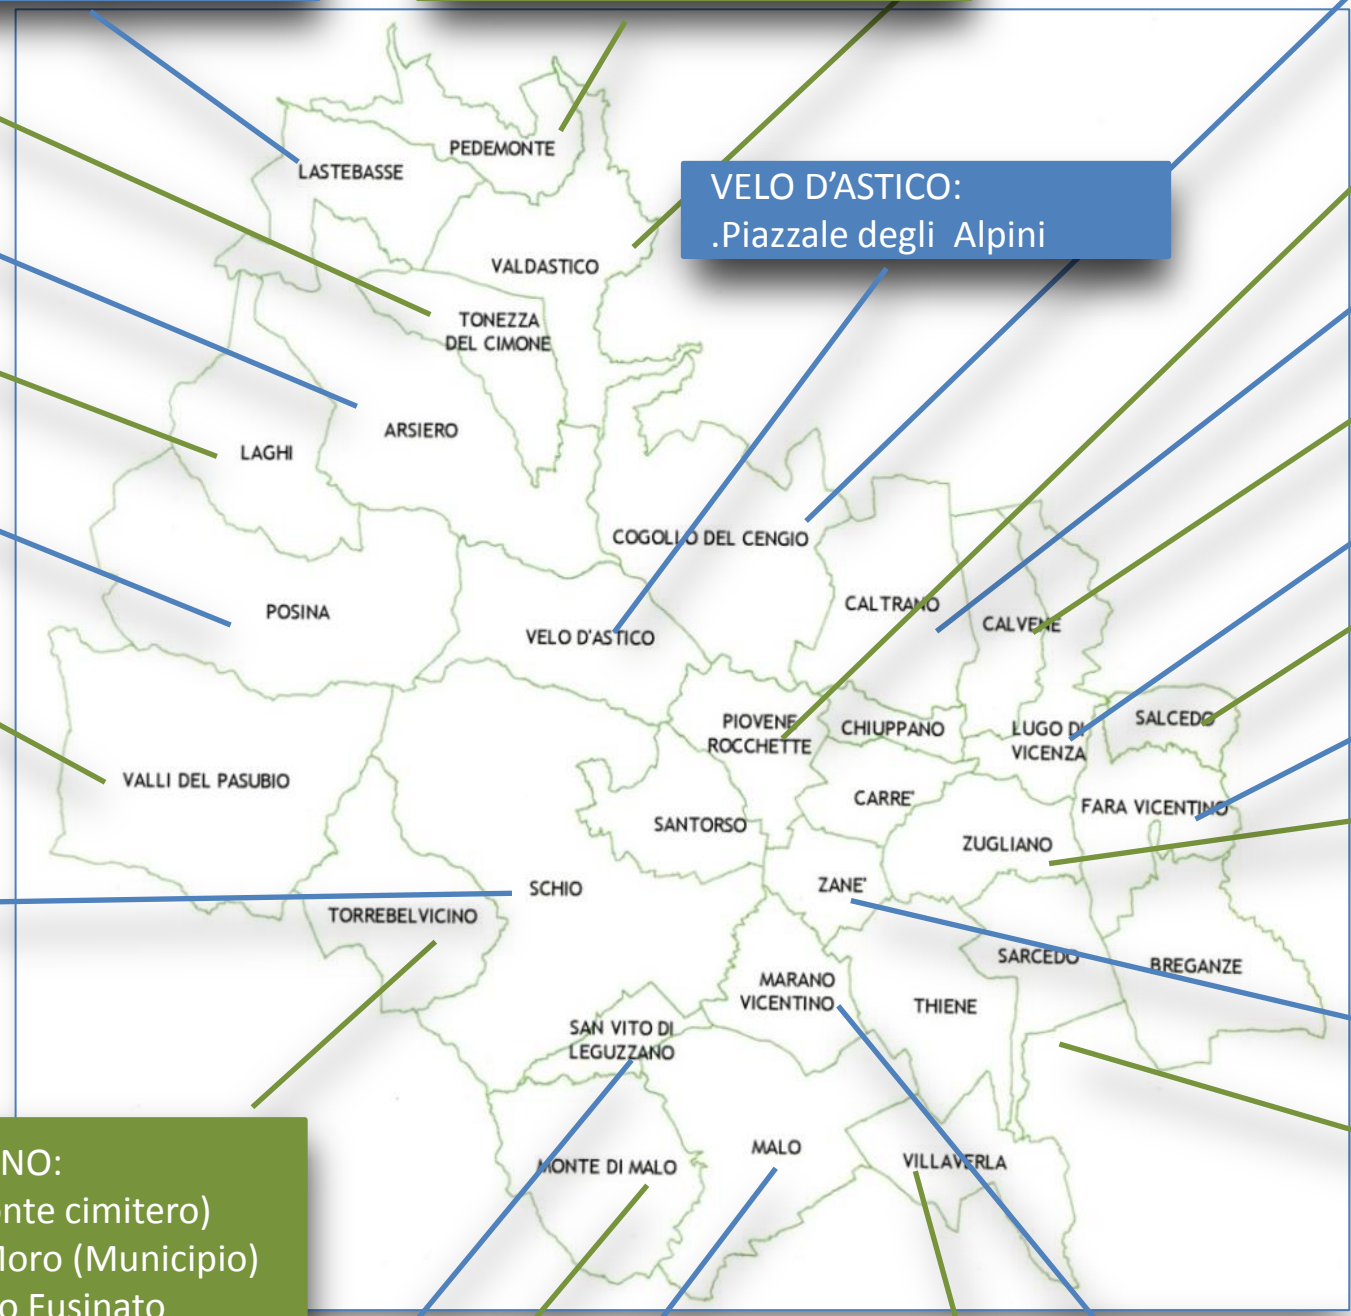 PEDEMONTE
LASTEBASSE
VELO D'ASTICO:
.Piazzale degli Alpini
VALDASTICO
TONEZZA
DEL CIMONE
ARSIERO
LAGHI
COGOLLO DEL CENGIO
POSINA
CALTRANO
CALVENE
VELO D'ASTICO
PIOVENE
ROCCHETTE
CHIUPPANO
LUGO DI
VICENZA
SALCEDO
VALLI DEL PASUBIO
CARRE'
FARA VICENTINO
SANTORSO
ZUGLIANO
SCHIO
ZANE'
TORREBELVICINO
SARCEDO
BREGANZE
MARANO
VICENTINO
THIENE
SAN VITO DI
LEGUZZANO
MALO
MONTE DI MALO
VILLAVERLA
NO:
nte cimitero)
Moro (Municipio)
o Fusinato